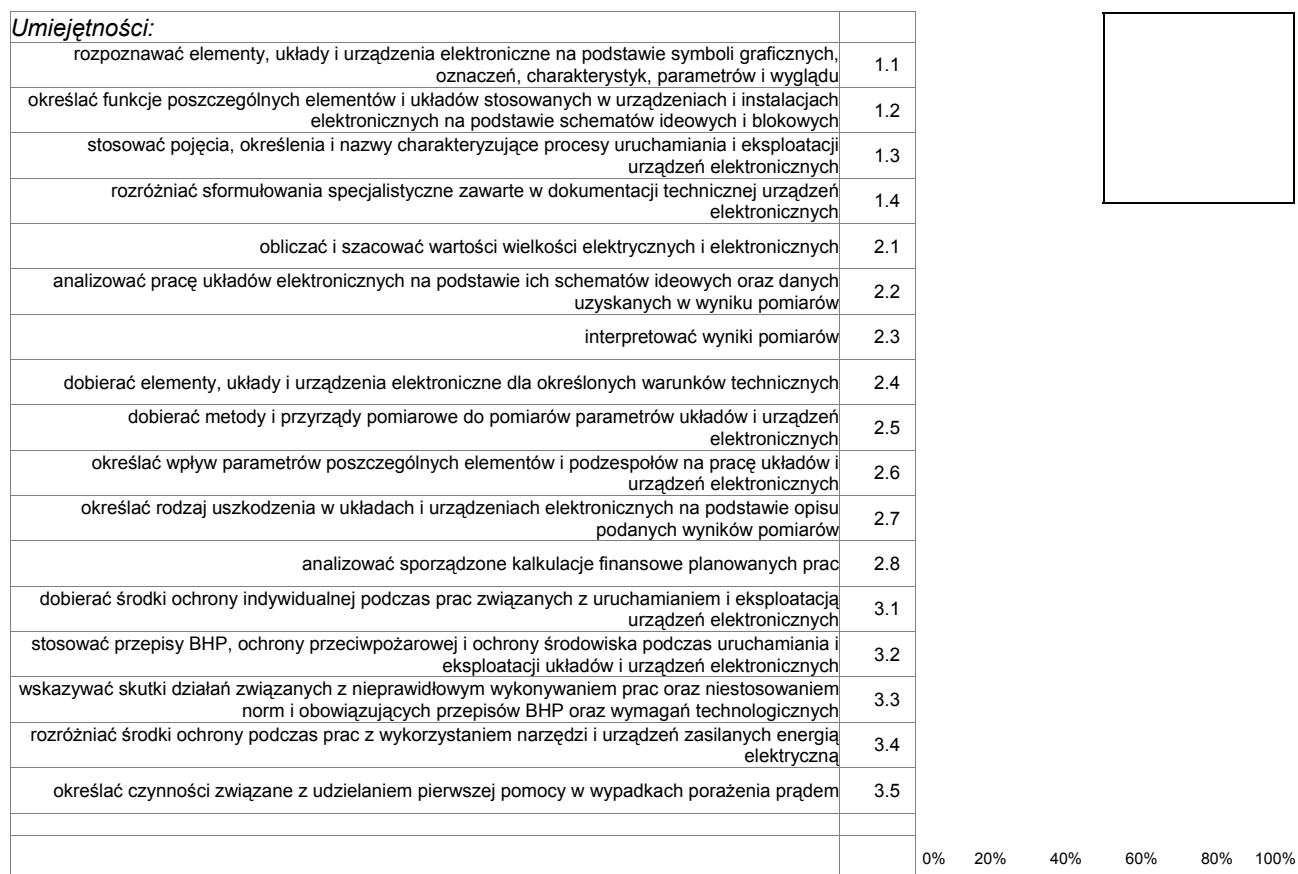 Umiejętności:
rozpoznawać elementy, układy i urządzenia elektroniczne na podstawie symboli graficznych,
oznaczeń, charakterystyk, parametrów i wyglądu
1.1
określać funkcje poszczególnych elementów i układów stosowanych w urządzeniach i instalacjach
elektronicznych na podstawie schematów ideowych i blokowych
1.2
stosować pojęcia, określenia i nazwy charakteryzujące procesy uruchamiania i eksploatacji
urządzeń elektronicznych
1.3
rozróżniać sformułowania specjalistyczne zawarte w dokumentacji technicznej urządzeń
elektronicznych
1.4
obliczać i szacować wartości wielkości elektrycznych i elektronicznych
2.1
analizować pracę układów elektronicznych na podstawie ich schematów ideowych oraz danych
uzyskanych w wyniku pomiarów
2.2
interpretować wyniki pomiarów
2.3
dobierać elementy, układy i urządzenia elektroniczne dla określonych warunków technicznych
2.4
dobierać metody i przyrządy pomiarowe do pomiarów parametrów układów i urządzeń
elektronicznych
2.5
określać wpływ parametrów poszczególnych elementów i podzespołów na pracę układów i
urządzeń elektronicznych
2.6
określać rodzaj uszkodzenia w układach i urządzeniach elektronicznych na podstawie opisu
podanych wyników pomiarów
2.7
analizować sporządzone kalkulacje finansowe planowanych prac
2.8
dobierać środki ochrony indywidualnej podczas prac związanych z uruchamianiem i eksploatacją
urządzeń elektronicznych
3.1
stosować przepisy BHP, ochrony przeciwpożarowej i ochrony środowiska podczas uruchamiania i
eksploatacji układów i urządzeń elektronicznych
3.2
wskazywać skutki działań związanych z nieprawidłowym wykonywaniem prac oraz niestosowaniem
norm i obowiązujących przepisów BHP oraz wymagań technologicznych
3.3
rozróżniać środki ochrony podczas prac z wykorzystaniem narzędzi i urządzeń zasilanych energią
elektryczną
3.4
określać czynności związane z udzielaniem pierwszej pomocy w wypadkach porażenia prądem
3.5
0% 20% 40% 60% 80% 100%